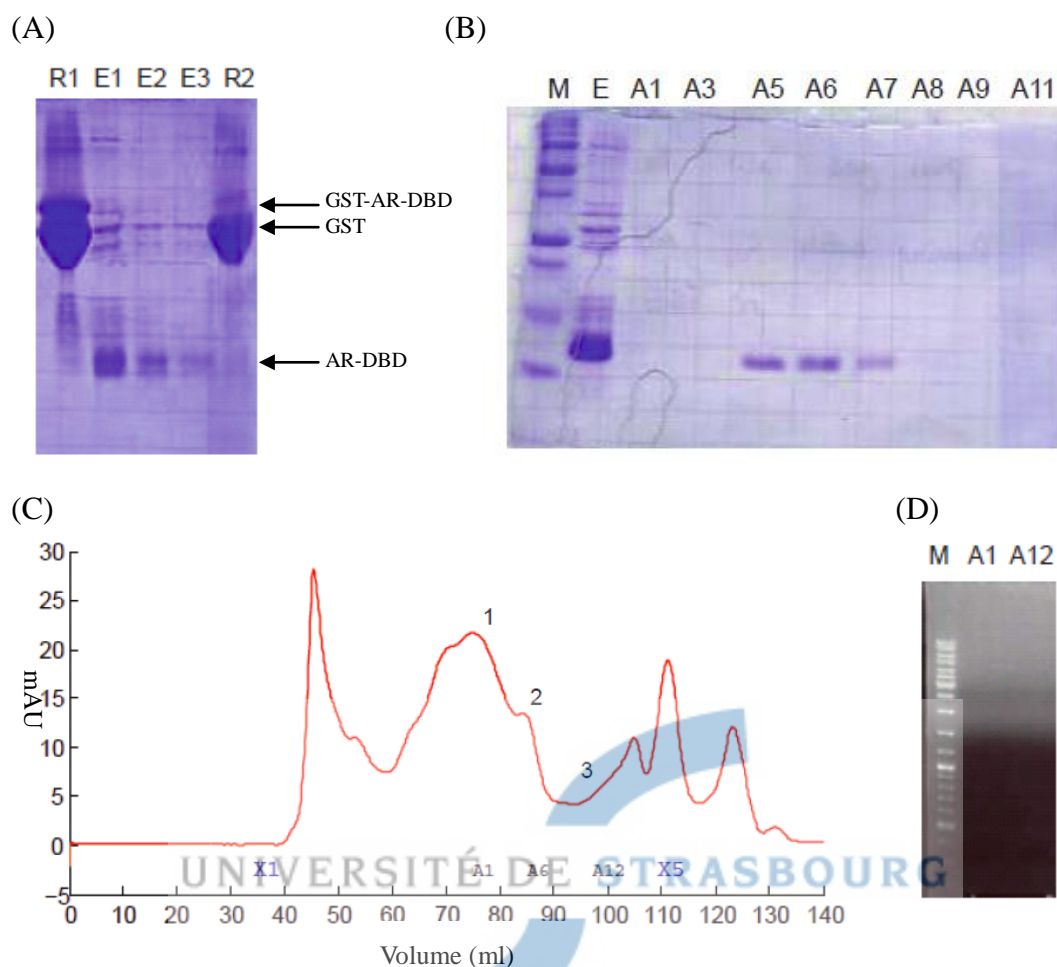 (A)
R1 E1 E2 E3 R2
GST-AR-DBD
GST
AR-DBD
(B)
M E A1 A3 A5 A6 A7 A8 A9 A11
(C)
mAU
30
25
20
15
10
5
0
−5
1
2
3
X1 A1 A6 A12 X5
UNIVERSITÉ DE STRASBOURG
0 10 20 30 40 50 60 70 80 90 100 110 120 130 140
Volume (ml)
(D)
M A1 A12